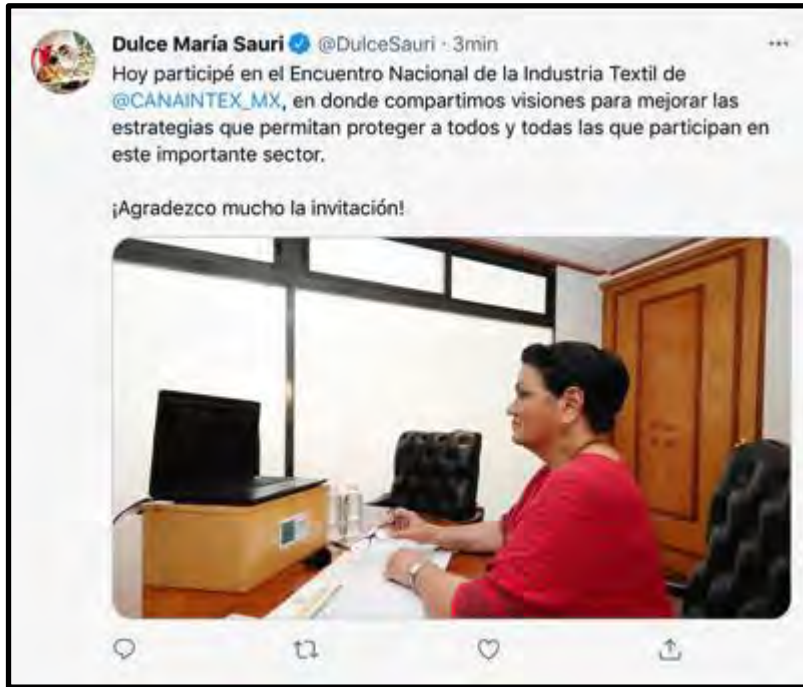 Dulce María Sauri @DulceSauri · 3min
Hoy participé en el Encuentro Nacional de la Industria Textil de
@CANAINTEX_MX, en donde compartimos visiones para mejorar las
estrategias que permitan proteger a todos y todas las que participan en
este importante sector.
¡Agradezco mucho la invitación!